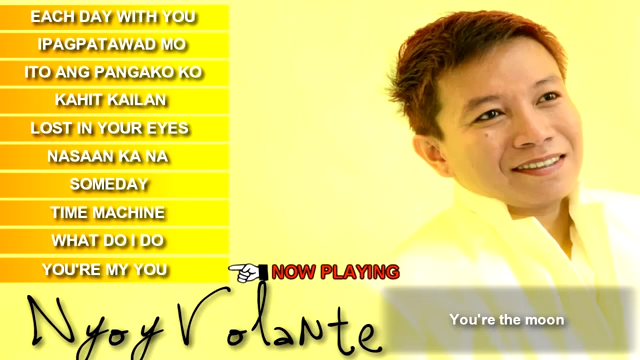 EACH DAY WITH YOU
IPAGPATAWAD MO
ITO ANG PANGAKO KO
KAHIT KAILAN
LOST IN YOUR EYES
NASAAN KA NA
SOMEDAY
TIME MACHINE
WHAT DO I DO
YOU'RE MY YOU
NOW PLAYING
Nyoy Volante
You're the moon